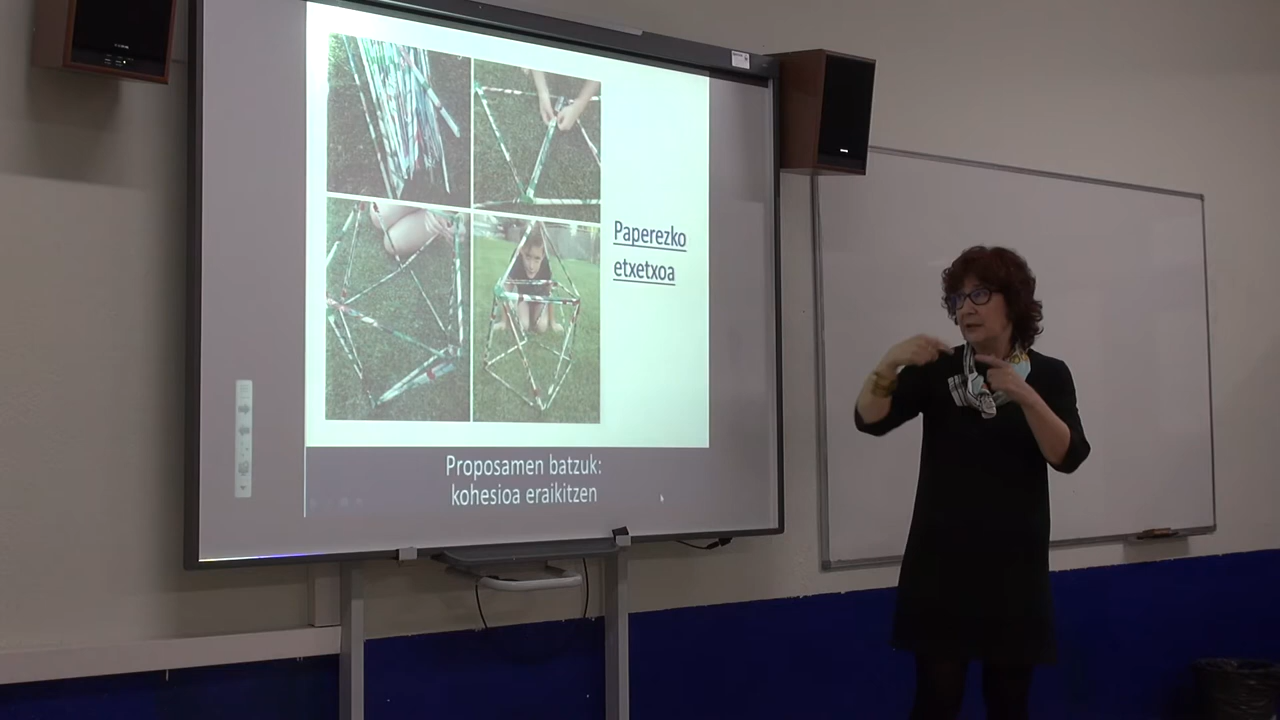 Paperezko
etxetxoa
Proposamen batzuk:
kohesioa eraikitzen